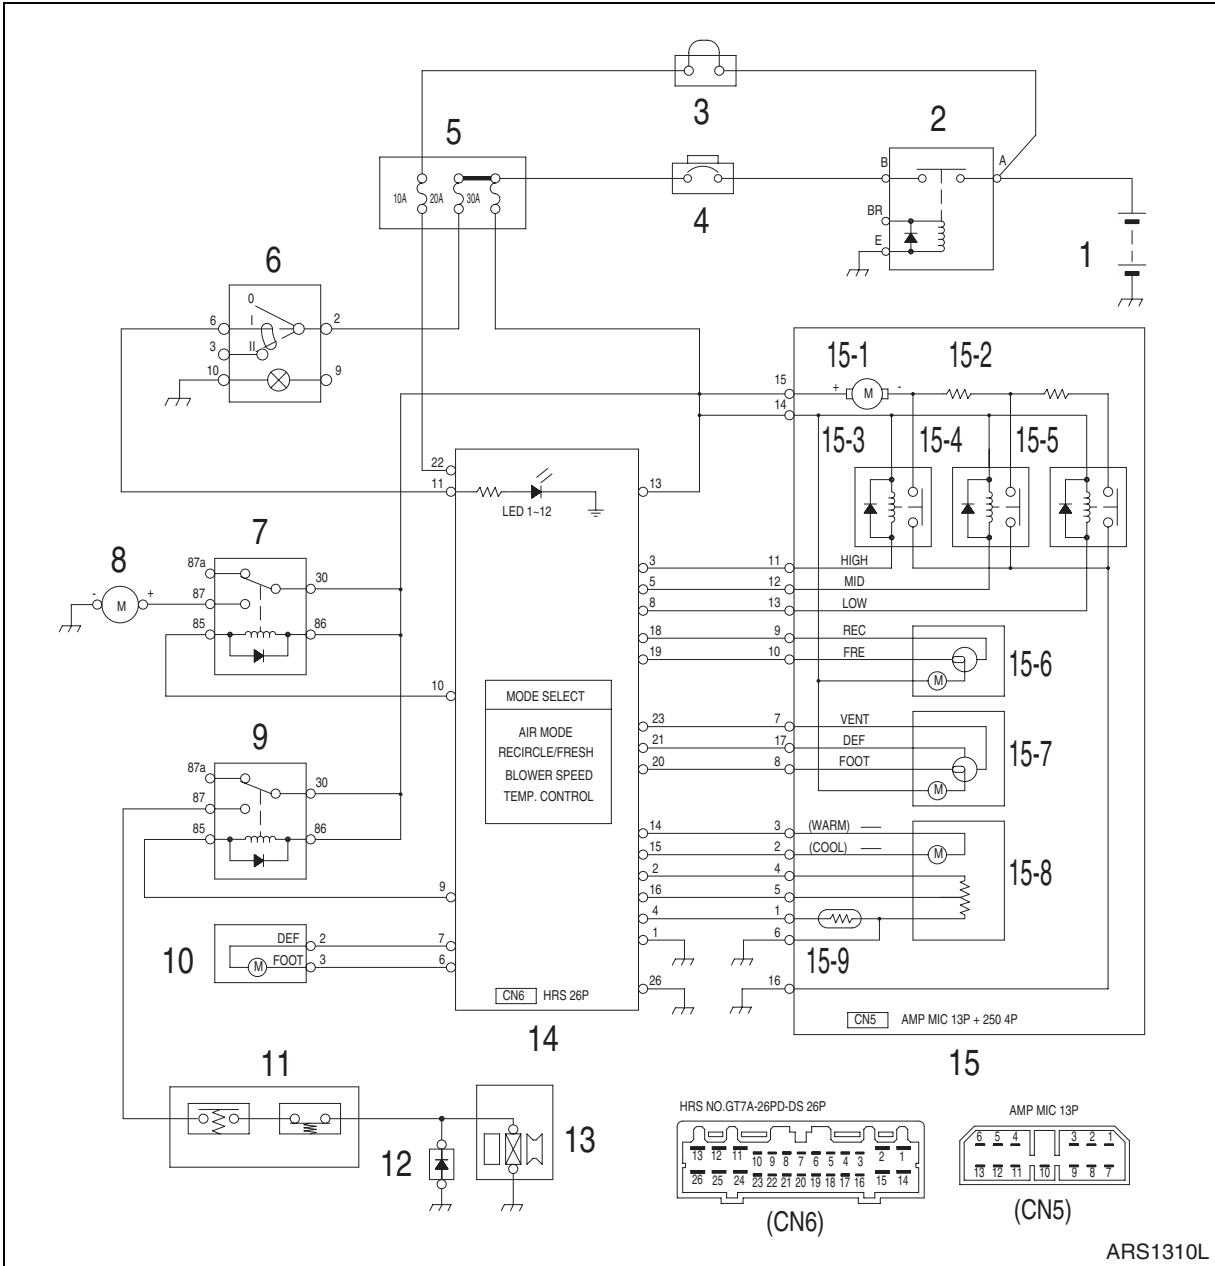 3
2
5
B
A
10A
20A
30A
4
BR
E
1
6
0
6
I
2
3
II
10
9
15-1
15-2
15
+
M
-
14
15-3
15-4
15-5
22
11
13
LED 1~12
7
8
87a
30
-
M
+
87
85
86
3
11
HIGH
5
12
MID
8
13
LOW
18
9
REC
19
10
FRE
M
15-6
10
MODE SELECT
AIR MODE
RECIRCLE/FRESH
BLOWER SPEED
TEMP. CONTROL
23
7
VENT
21
17
DEF
20
8
FOOT
M
15-7
9
87a
30
87
85
86
14
3
(WARM)
15
2
(COOL)
M
2
4
15-8
16
5
4
1
1
6
15-9
9
10
DEF
2
7
M
FOOT
3
6
26
16
CN6
HRS 26P
CN5
AMP MIC 13P + 250 4P
14
15
11
12
13
HRS NO.GT7A-26PD-DS 26P
13 12 11 10 9 8 7 6 5 4 3 2 1
26 25 24 23 22 21 20 19 18 17 16 15 14
(CN6)
AMP MIC 13P
6 5 4 3 2 1
13 12 11 10 9 8 7
(CN5)
ARS1310L